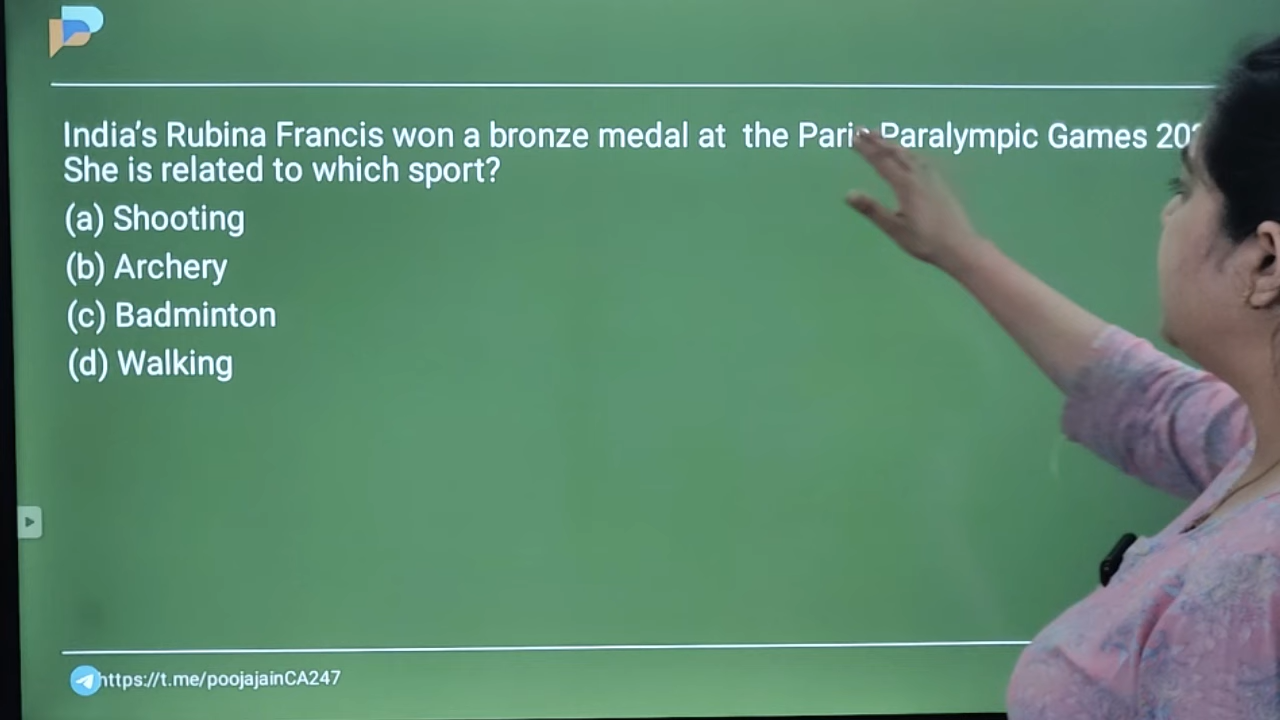 India's Rubina Francis won a bronze medal at the Paris Paralympic Games
She is related to which sport?
(a) Shooting
(b) Archery
(c) Badminton
(d) Walking
https://t.me/poojajainCA247